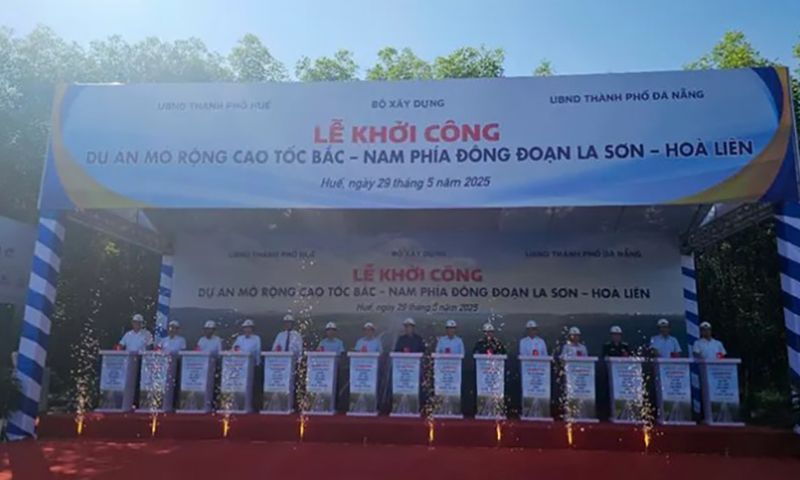 UBND THÀNH PHỐ HUẾ
BỘ XÂY DỰNG
UBND THÀNH PHỐ ĐÀ NẴNG
LỄ KHỞI CÔNG
DỰ ÁN MỞ RỘNG CAO TỐC BẮC – NAM PHÍA ĐÔNG ĐOẠN LA SƠN – HOÀ LIÊN
Huế, ngày 29 tháng 5 năm 2025
UBND THÀNH PHỐ HUẾ
BỘ XÂY DỰNG
UBND THÀNH PHỐ ĐÀ NẴNG
LỄ KHỞI CÔNG
DỰ ÁN MỞ RỘNG CAO TỐC BẮC – NAM PHÍA ĐÔNG ĐOẠN LA SƠN – HOÀ LIÊN
Huế, ngày 29 tháng 5 năm 2025